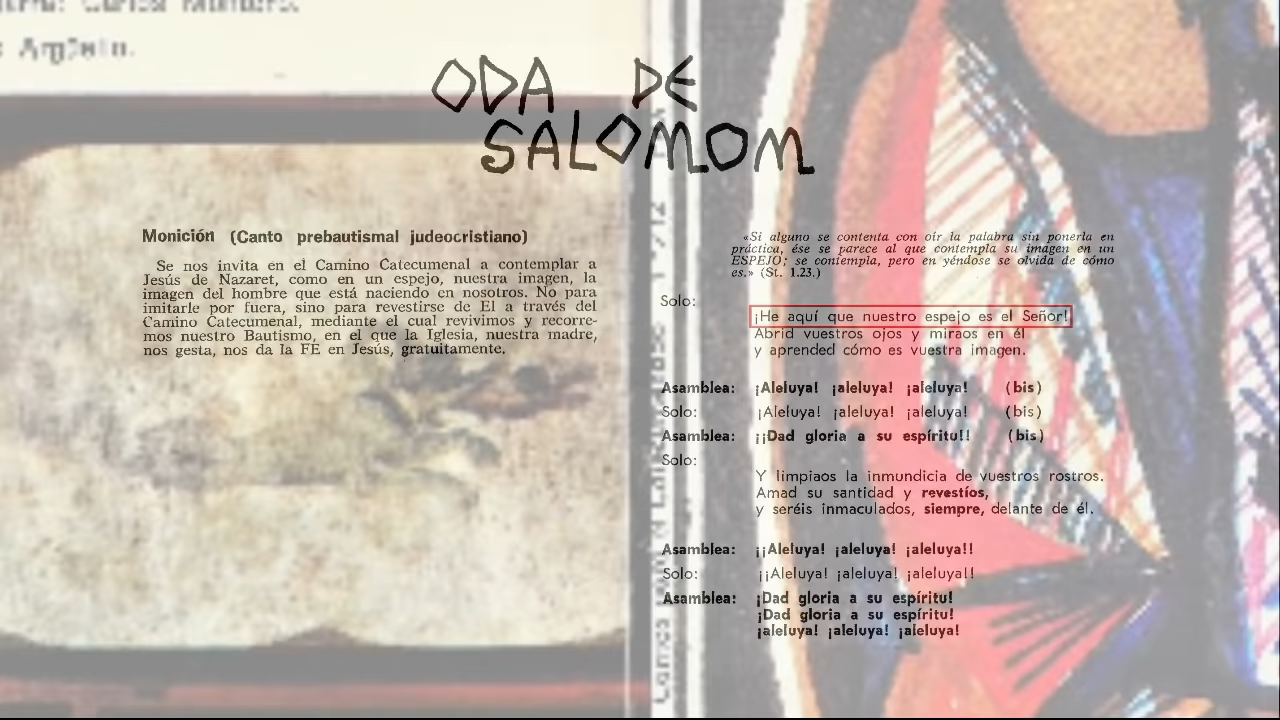 Argüello.
ODA DE
SALOMOM
Monición (Canto prebautismal judeocristiano)
Se nos invita en el Camino Catecumenal a contemplar a
Jesús de Nazaret, como en un espejo, nuestra imagen, la
imagen del hombre que está naciendo en nosotros. No para
imitarle por fuera, sino para revestirse de El a través del
Camino Catecumenal, mediante el cual revivimos y recorre-
mos nuestro Bautismo, en el que la Iglesia, nuestra madre,
nos gesta, nos da la FE en Jesús, gratuitamente.
«Si alguno se contenta con oír la palabra sin ponerla en
práctica, ése se parece al que contempla su imagen en un
ESPEJO; se contempla, pero en yéndose se olvida de cómo
es.» (St. 1.23.)
Solo:
¡He aquí que nuestro espejo es el Señor!
Abrid vuestros ojos y miraos en él
y aprended cómo es vuestra imagen.
Asamblea: ¡Aleluya! ¡aleluya! ¡aleluya! (bis)
Solo: ¡Aleluya! ¡aleluya! ¡aleluya! (bis)
Asamblea: ¡¡Dad gloria a su espíritu!! (bis)
Solo:
Y limpiaos la inmundicia de vuestros rostros.
Amad su santidad y revestíos,
y seréis inmaculados, siempre, delante de él.
Asamblea: ¡¡Aleluya! ¡aleluya! ¡aleluya!!
Solo: ¡¡Aleluya! ¡aleluya! ¡aleluya!!
Asamblea: ¡Dad gloria a su espíritu!
¡Dad gloria a su espíritu!
¡aleluya! ¡aleluya! ¡aleluya!